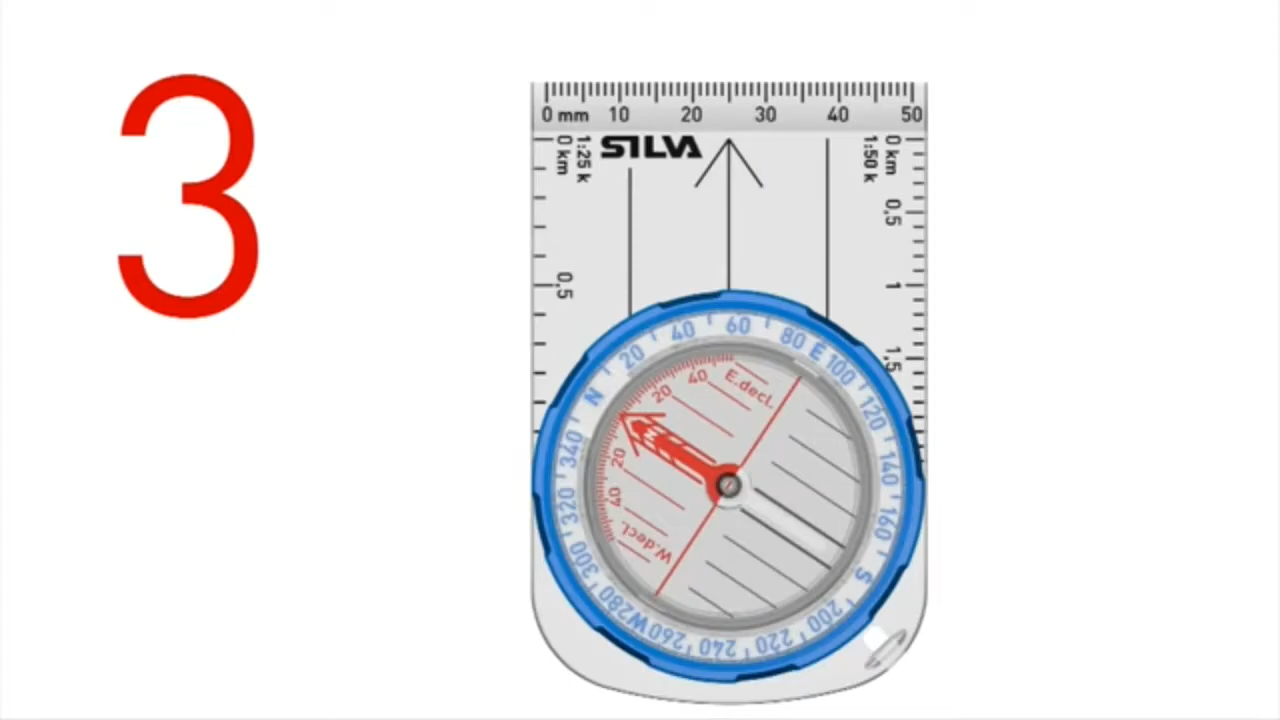 3
0 mm 10 20 30 40 50
0 km
1:25 k
SILVA
1:50 k
0 km
0,5
0,5
1
1,5
N 20 40 60 80 E 100 120 140 160 S 200 220 240 260 W 280 300 320 340
40 20 N 20 40
E.decl.
W.decl.